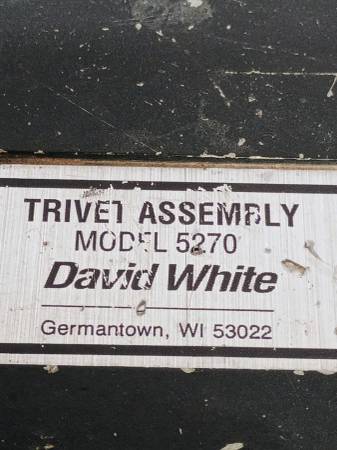 TRIVET ASSEMBLY
MODEL 5270
David White
Germantown, WI 53022